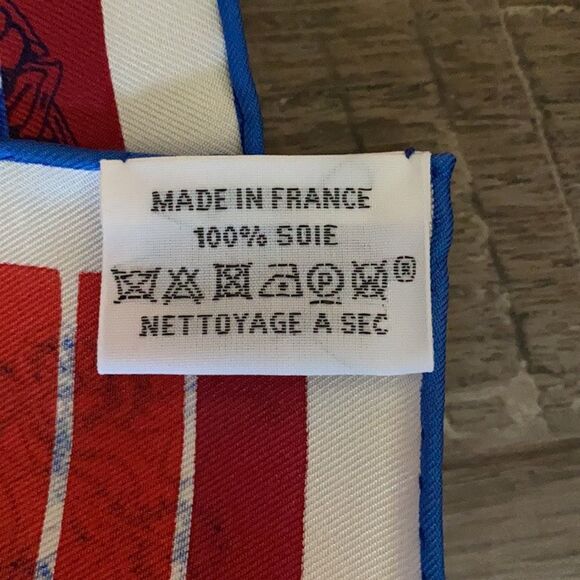 MADE IN FRANCE
100% SOIE
P W ®
NETTOYAGE A SEC